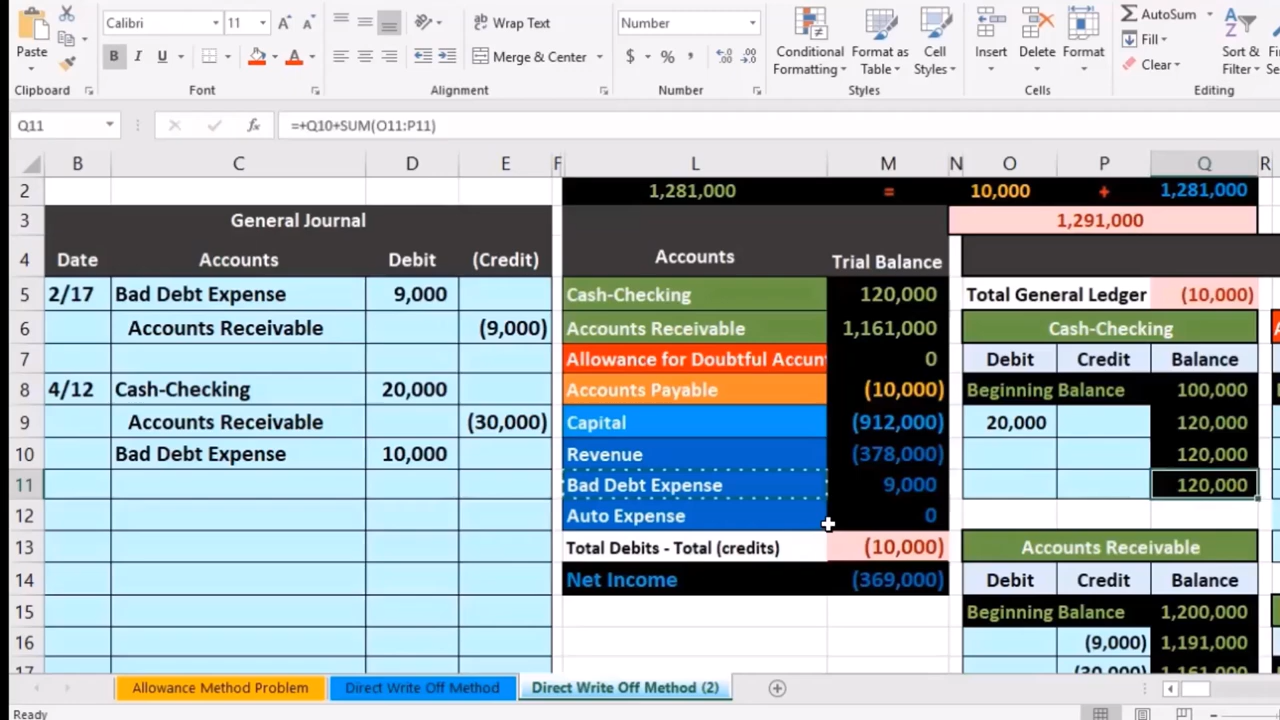 Calibri 11 Wrap Text Number AutoSum
Paste B I U Merge & Center $ % Conditional Formatting Format as Table Cell Styles Insert Delete Format Fill Sort & Filter
Clear
Clipboard Font Alignment Number Styles Cells Editing
Q11 fx =+Q10+SUM(O11:P11)
B C D E F L M N O P Q R
2 1,281,000 = 10,000 + 1,281,000
3 General Journal 1,291,000
4 Date Accounts Debit (Credit) Accounts Trial Balance
5 2/17 Bad Debt Expense 9,000 Cash-Checking 120,000 Total General Ledger (10,000)
6 Accounts Receivable (9,000) Accounts Receivable 1,161,000 Cash-Checking
7 Allowance for Doubtful Accun 0 Debit Credit Balance
8 4/12 Cash-Checking 20,000 Accounts Payable (10,000) Beginning Balance 100,000
9 Accounts Receivable (30,000) Capital (912,000) 20,000 120,000
10 Bad Debt Expense 10,000 Revenue (378,000) 120,000
11 Bad Debt Expense 9,000 120,000
12 Auto Expense 0
13 Total Debits - Total (credits) (10,000) Accounts Receivable
14 Net Income (369,000) Debit Credit Balance
15 Beginning Balance 1,200,000
16 (9,000) 1,191,000
17 (30,000) 1,161,000
Allowance Method Problem Direct Write Off Method Direct Write Off Method (2)
Ready